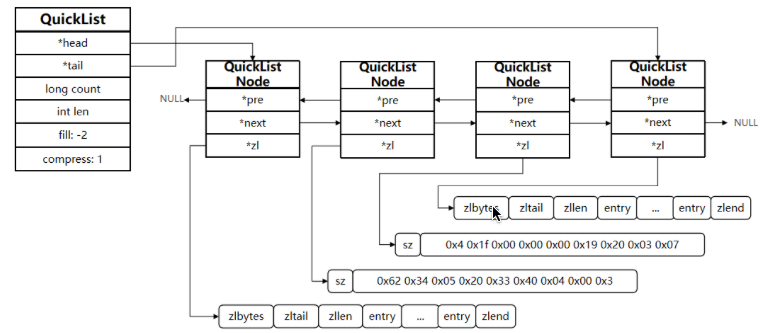 QuickList
*head
*tail
long count
int len
fill: -2
compress: 1
NULL
QuickList
Node
*pre
*next
*zl
QuickList
Node
*pre
*next
*zl
QuickList
Node
*pre
*next
*zl
QuickList
Node
*pre
*next
*zl
NULL
zlbytes zltail zllen entry ... entry zlend
sz 0x4 0x1f 0x00 0x00 0x00 0x19 0x20 0x03 0x07
sz 0x62 0x34 0x05 0x20 0x33 0x40 0x04 0x00 0x3
zlbytes zltail zllen entry ... entry zlend